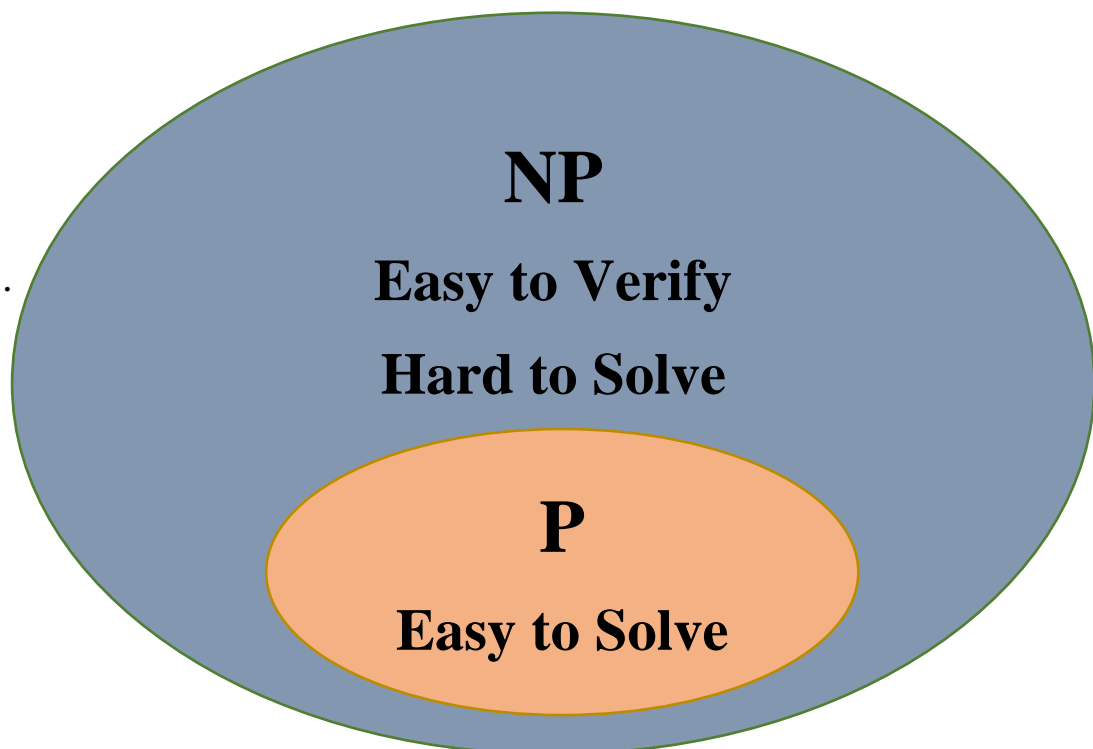 NP
Easy to Verify
.
Hard to Solve
P
Easy to Solve